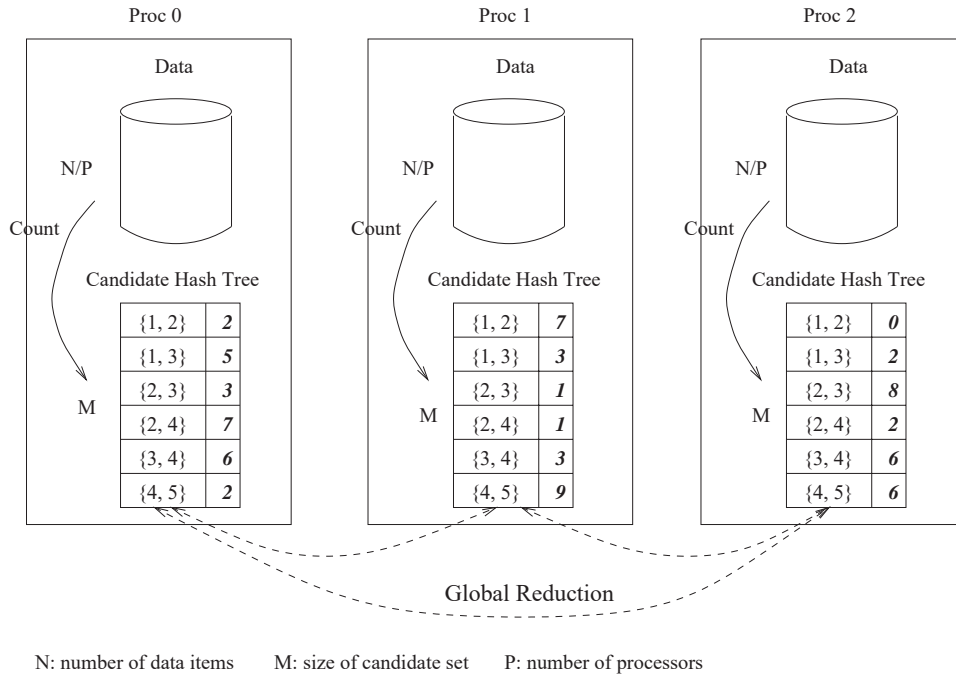 Proc 0
Proc 1
Proc 2
Data
Data
Data
N/P
N/P
N/P
Count
Count
Count
Candidate Hash Tree
Candidate Hash Tree
Candidate Hash Tree
M
M
M
{1, 2} 2
{1, 3} 5
{2, 3} 3
{2, 4} 7
{3, 4} 6
{4, 5} 2
{1, 2} 7
{1, 3} 3
{2, 3} 1
{2, 4} 1
{3, 4} 3
{4, 5} 9
{1, 2} 0
{1, 3} 2
{2, 3} 8
{2, 4} 2
{3, 4} 6
{4, 5} 6
Global Reduction
N: number of data items M: size of candidate set P: number of processors